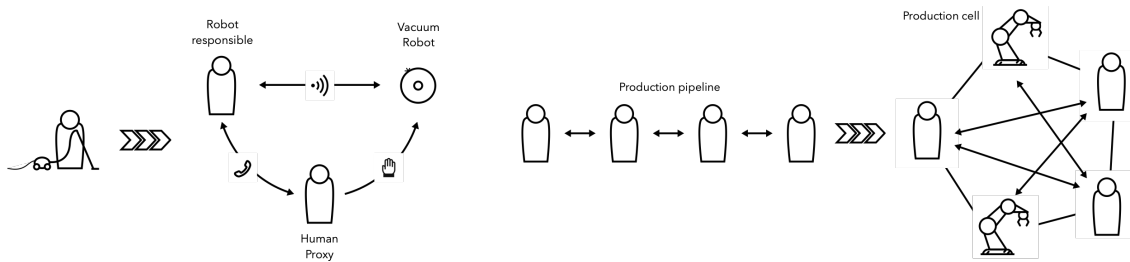 Robot
responsible
Vacuum
Robot
Human
Proxy
Production pipeline
Production cell